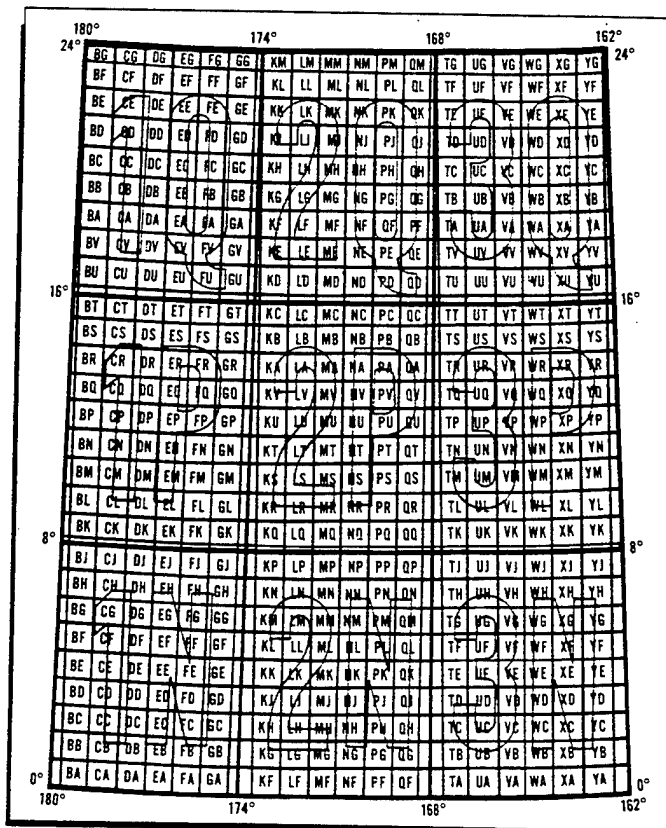 180° 174° 168° 162°
24° 24°
BG CG DG EG FG GG KM LM MM NM PM QM TG UG VG WG XG YG
BF CF DF EF FF GF KL LL ML NL PL QL TF UF VF WF XF YF
BE CE DE EE FE GE KK LK MK NK PK QK TE UE VE WE XE YE
BD CD DD ED FD GD KJ LJ MJ NJ PJ QJ TD UD VD WD XD YD
BC CC DC EC FC GC KH LH MH NH PH QH TC UC VC WC XC YC
BB CB DB EB FB GB KG LG MG NG PG QG TB UB VB WB XB YB
BA CA DA EA FA GA KF LF MF NF QF PF TA UA VA WA XA YA
BV CV DV EV FV GV KE LE ME NE PE QE TV UV VV WV XV YV
BU CU DU EU FU GU KD LD MD ND PD QD TU UU VU WU XU YU
1Q 2Q 3Q
16° 16°
BT CT DT ET FT GT KC LC MC NC PC QC TT UT VT WT XT YT
BS CS DS ES FS GS KB LB MB NB PB QB TS US VS WS XS YS
BR CR DR ER FR GR KA LA MA NA PA QA TR UR VR WR XR YR
BQ CQ DQ EQ FQ GQ KV LV MV NV PV QV TQ UQ VQ WQ XQ YQ
BP CP DP EP FP GP KU LU MU NU PU QU TP UP VP WP XP YP
BN CN DN EN FN GN KT LT MT NT PT QT TN UN VN WN XN YN
BM CM DM EM FM GM KS LS MS NS PS QS TM UM VM WM XM YM
BL CL DL EL FL GL KR LR MR NR PR QR TL UL VL WL XL YL
BK CK DK EK FK GK KQ LQ MQ NQ PQ QQ TK UK VK WK XK YK
1P 2P 3P
8° 8°
BJ CJ DJ EJ FJ GJ KP LP MP NP PP QP TJ UJ VJ WJ XJ YJ
BH CH DH EH FH GH KN LN MN NN PN QN TH UH VH WH XH YH
BG CG DG EG FG GG KM LM MM NM PM QM TG UG VG WG XG YG
BF CF DF EF FF GF KL LL ML NL PL QL TF UF VF WF XF YF
BE CE DE EE FE GE KK LK MK NK PK QK TE UE VE WE XE YE
BD CD DD ED FD GD KJ LJ MJ NJ PJ QJ TD UD VD WD XD YD
BC CC DC EC FC GC KH LH MH NH PH QH TC UC VC WC XC YC
BB CB DB EB FB GB KG LG MG NG PG QG TB UB VB WB XB YB
BA CA DA EA FA GA KF LF MF NF PF QF TA UA VA WA XA YA
1N 2N 3N
0° 0°
180° 174° 168° 162°